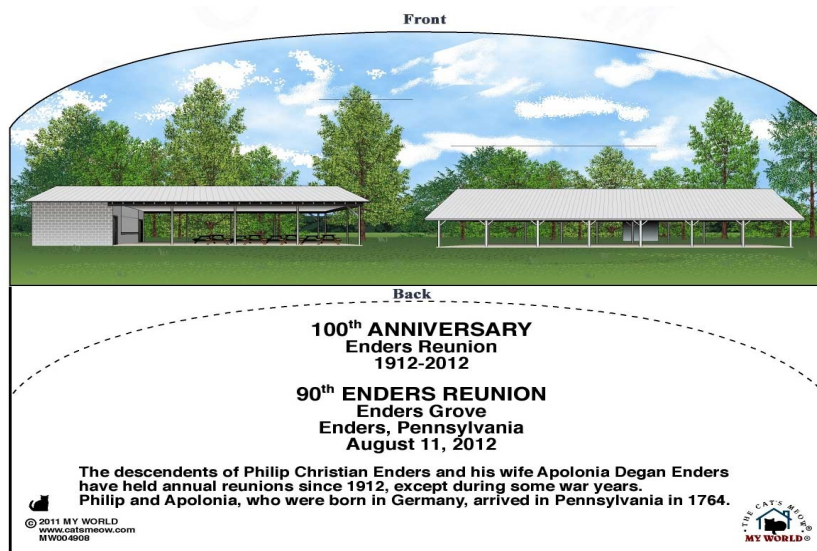 Front
Back
100th ANNIVERSARY
Enders Reunion
1912-2012
90th ENDERS REUNION
Enders Grove
Enders, Pennsylvania
August 11, 2012
The descendents of Philip Christian Enders and his wife Apolonia Degan Enders
have held annual reunions since 1912, except during some war years.
Philip and Apolonia, who were born in Germany, arrived in Pennsylvania in 1764.
© 2011 MY WORLD
www.catsmeow.com
MW004908
THE CAT'S MEOW®
MY WORLD®